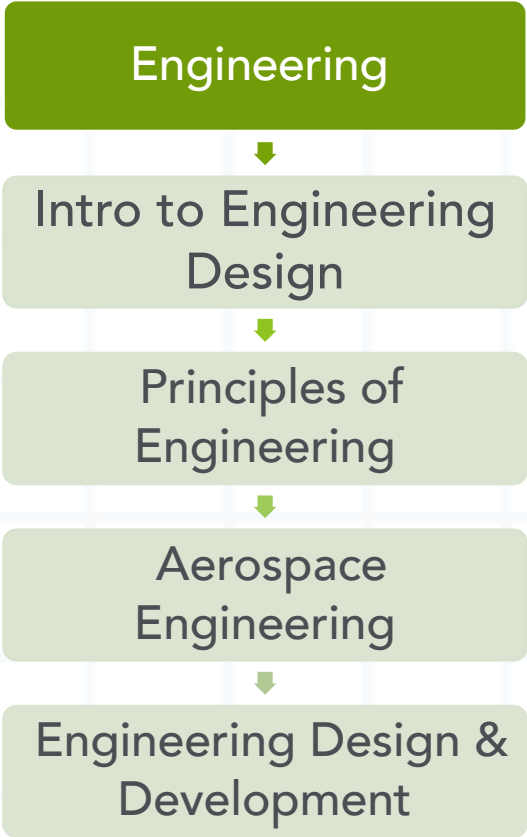 Engineering
Intro to Engineering
Design
Principles of
Engineering
Aerospace
Engineering
Engineering Design &
Development